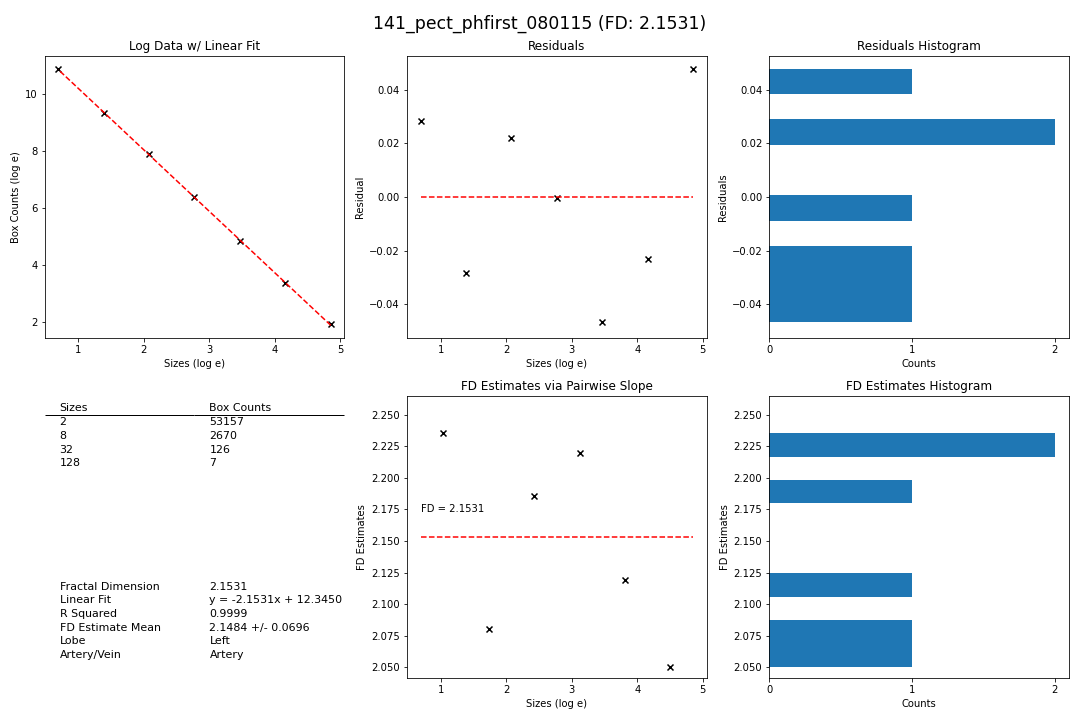 141_pect_phfirst_080115 (FD: 2.1531)
Log Data w/ Linear Fit
Box Counts (log e)
10
8
6
4
2
1 2 3 4 5
Sizes (log e)
Residuals
Residual
0.04
0.02
0.00
−0.02
−0.04
1 2 3 4 5
Sizes (log e)
Residuals Histogram
Residuals
0.04
0.02
0.00
−0.02
−0.04
0 1 2
Counts
Sizes Box Counts
2 53157
8 2670
32 126
128 7
Fractal Dimension 2.1531
Linear Fit y = -2.1531x + 12.3450
R Squared 0.9999
FD Estimate Mean 2.1484 +/- 0.0696
Lobe Left
Artery/Vein Artery
FD Estimates via Pairwise Slope
FD Estimates
2.250
2.225
2.200
2.175
2.150
2.125
2.100
2.075
2.050
FD = 2.1531
1 2 3 4 5
Sizes (log e)
FD Estimates Histogram
FD Estimates
2.250
2.225
2.200
2.175
2.150
2.125
2.100
2.075
2.050
0 1 2
Counts